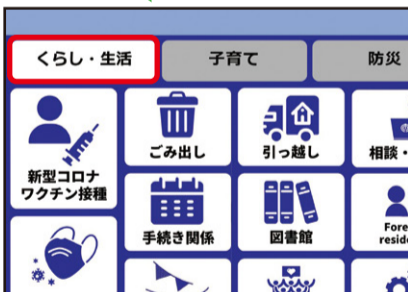 くらし・生活
子育て
防災
新型コロナ
ワクチン接種
ごみ出し
引っ越し
相談・
手続き関係
図書館
Fore
reside